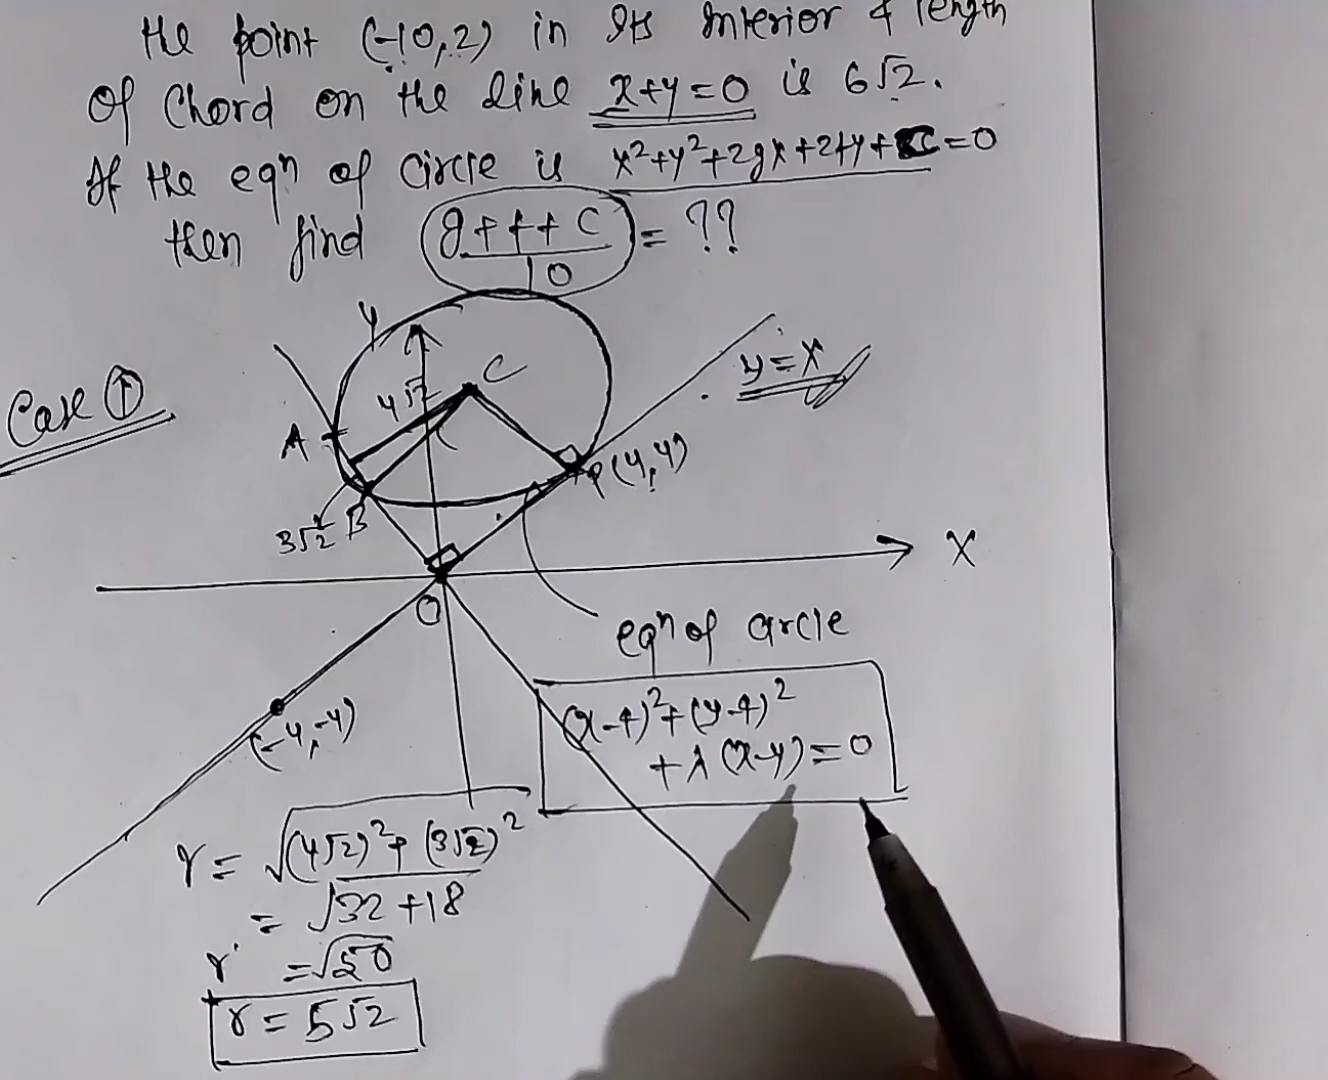 the point (-10,2) in its interior & length
of chord on the line x+y=0 is 6√2.
If the eqⁿ of circle is x²+y²+2gx+2fy+c=0
then find (g+f+c)/10 = ??
Case ①
Y
y=x
C
4√2
A
P(4,4)
3√2
B
X
O
eqⁿ of circle
(-4,-4)
(x-4)²+(y-4)²
+λ(x-y)=0
r = √(4√2)²+(3√2)²
= √32+18
r = √50
r = 5√2